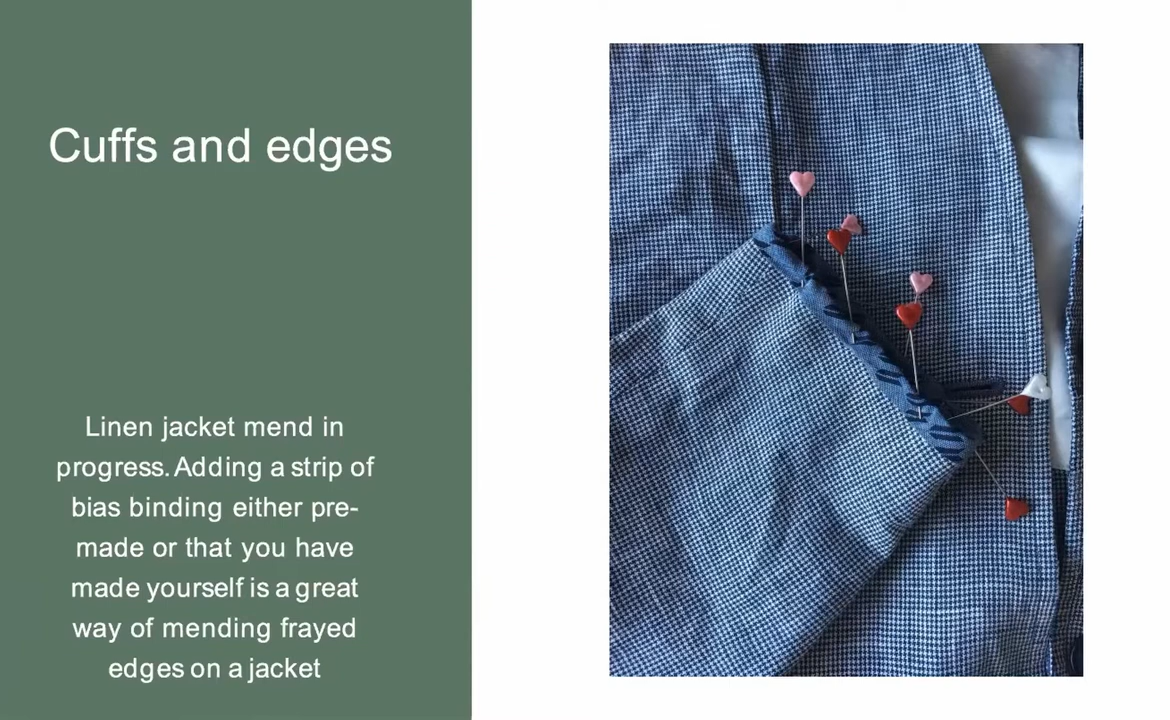 Cuffs and edges
Linen jacket mend in
progress. Adding a strip of
bias binding either pre-
made or that you have
made yourself is a great
way of mending frayed
edges on a jacket